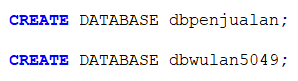 CREATE DATABASE dbpenjualan;
CREATE DATABASE dbwulan5049;